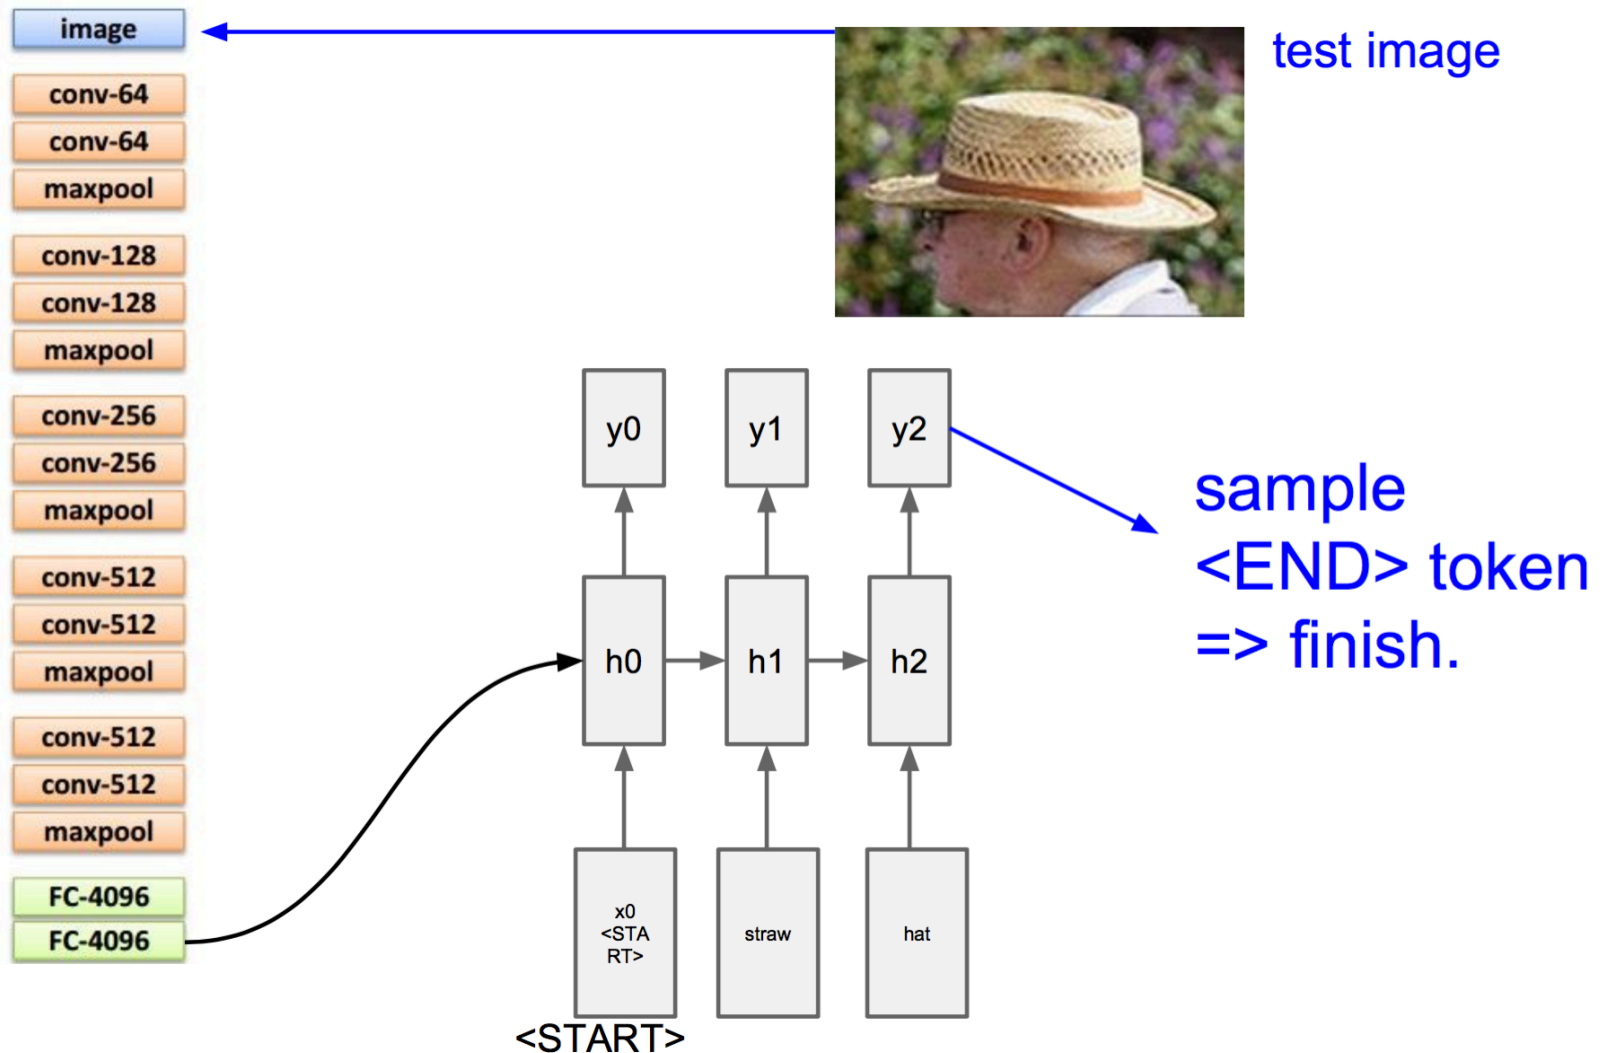 image
conv-64
conv-64
maxpool
conv-128
conv-128
maxpool
conv-256
conv-256
maxpool
conv-512
conv-512
maxpool
conv-512
conv-512
maxpool
FC-4096
FC-4096
test image
y0
y1
y2
sample
<END> token
=> finish.
h0
h1
h2
x0
<STA
RT>
straw
hat
<START>